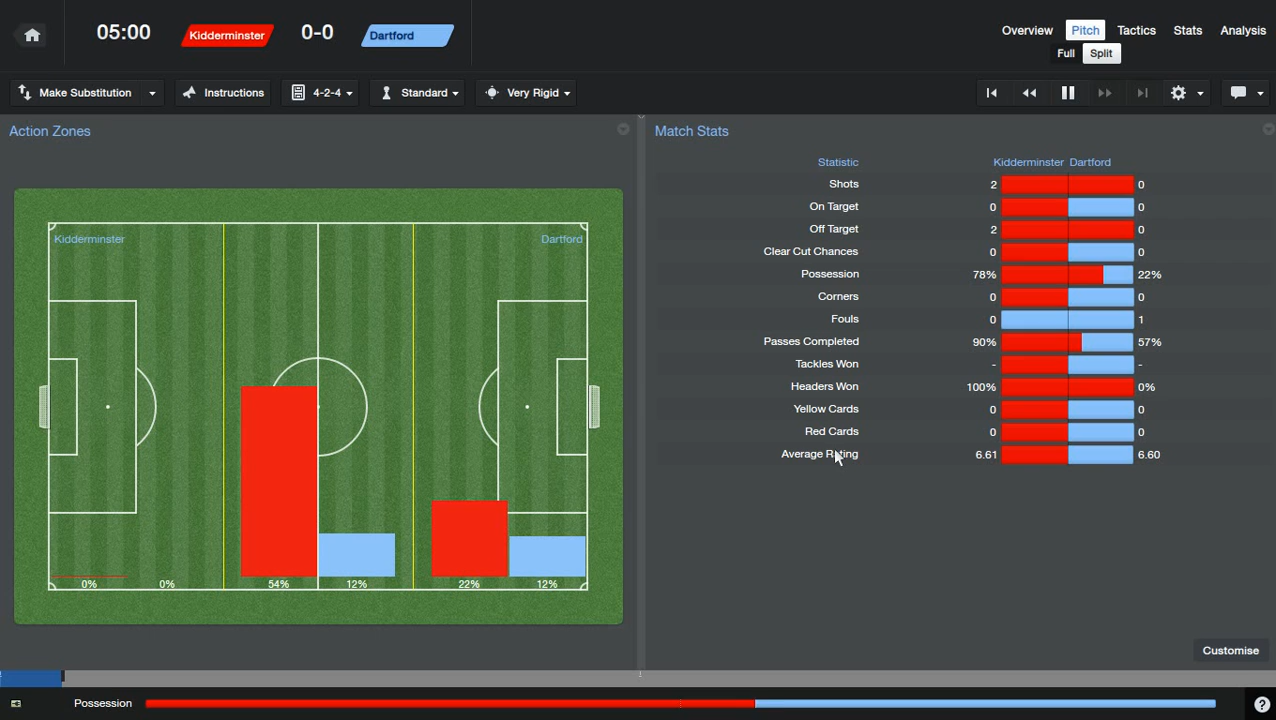 05:00 Kidderminster 0-0 Dartford
Overview Pitch Tactics Stats Analysis
Full Split
Make Substitution Instructions 4-2-4 Standard Very Rigid
Action Zones
Kidderminster Dartford
0% 0% 54% 12% 22% 12%
Match Stats
Statistic Kidderminster Dartford
Shots 2 0
On Target 0 0
Off Target 2 0
Clear Cut Chances 0 0
Possession 78% 22%
Corners 0 0
Fouls 0 1
Passes Completed 90% 57%
Tackles Won - -
Headers Won 100% 0%
Yellow Cards 0 0
Red Cards 0 0
Average Rating 6.61 6.60
Customise
Possession
?